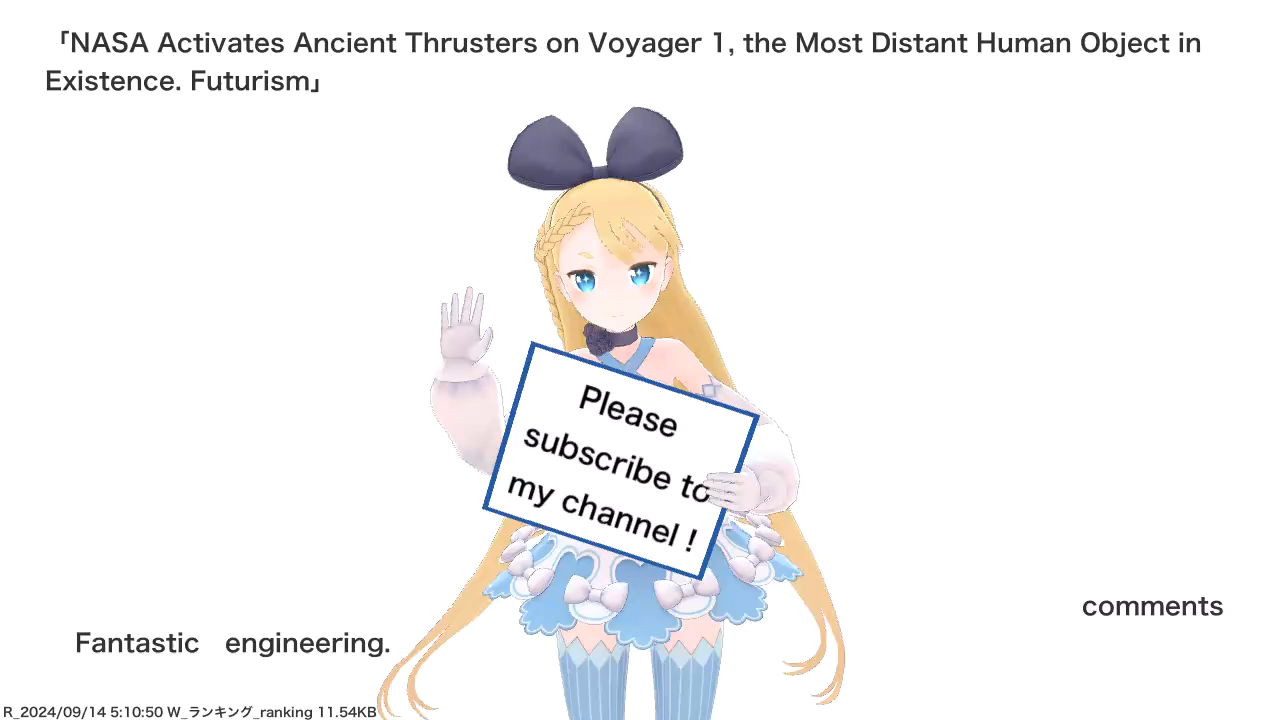 「NASA Activates Ancient Thrusters on Voyager 1, the Most Distant Human Object in
Existence. Futurism」
Please
subscribe to
my channel !
comments
Fantastic　engineering.
R_2024/09/14 5:10:50 W_ランキング_ranking 11.54KB